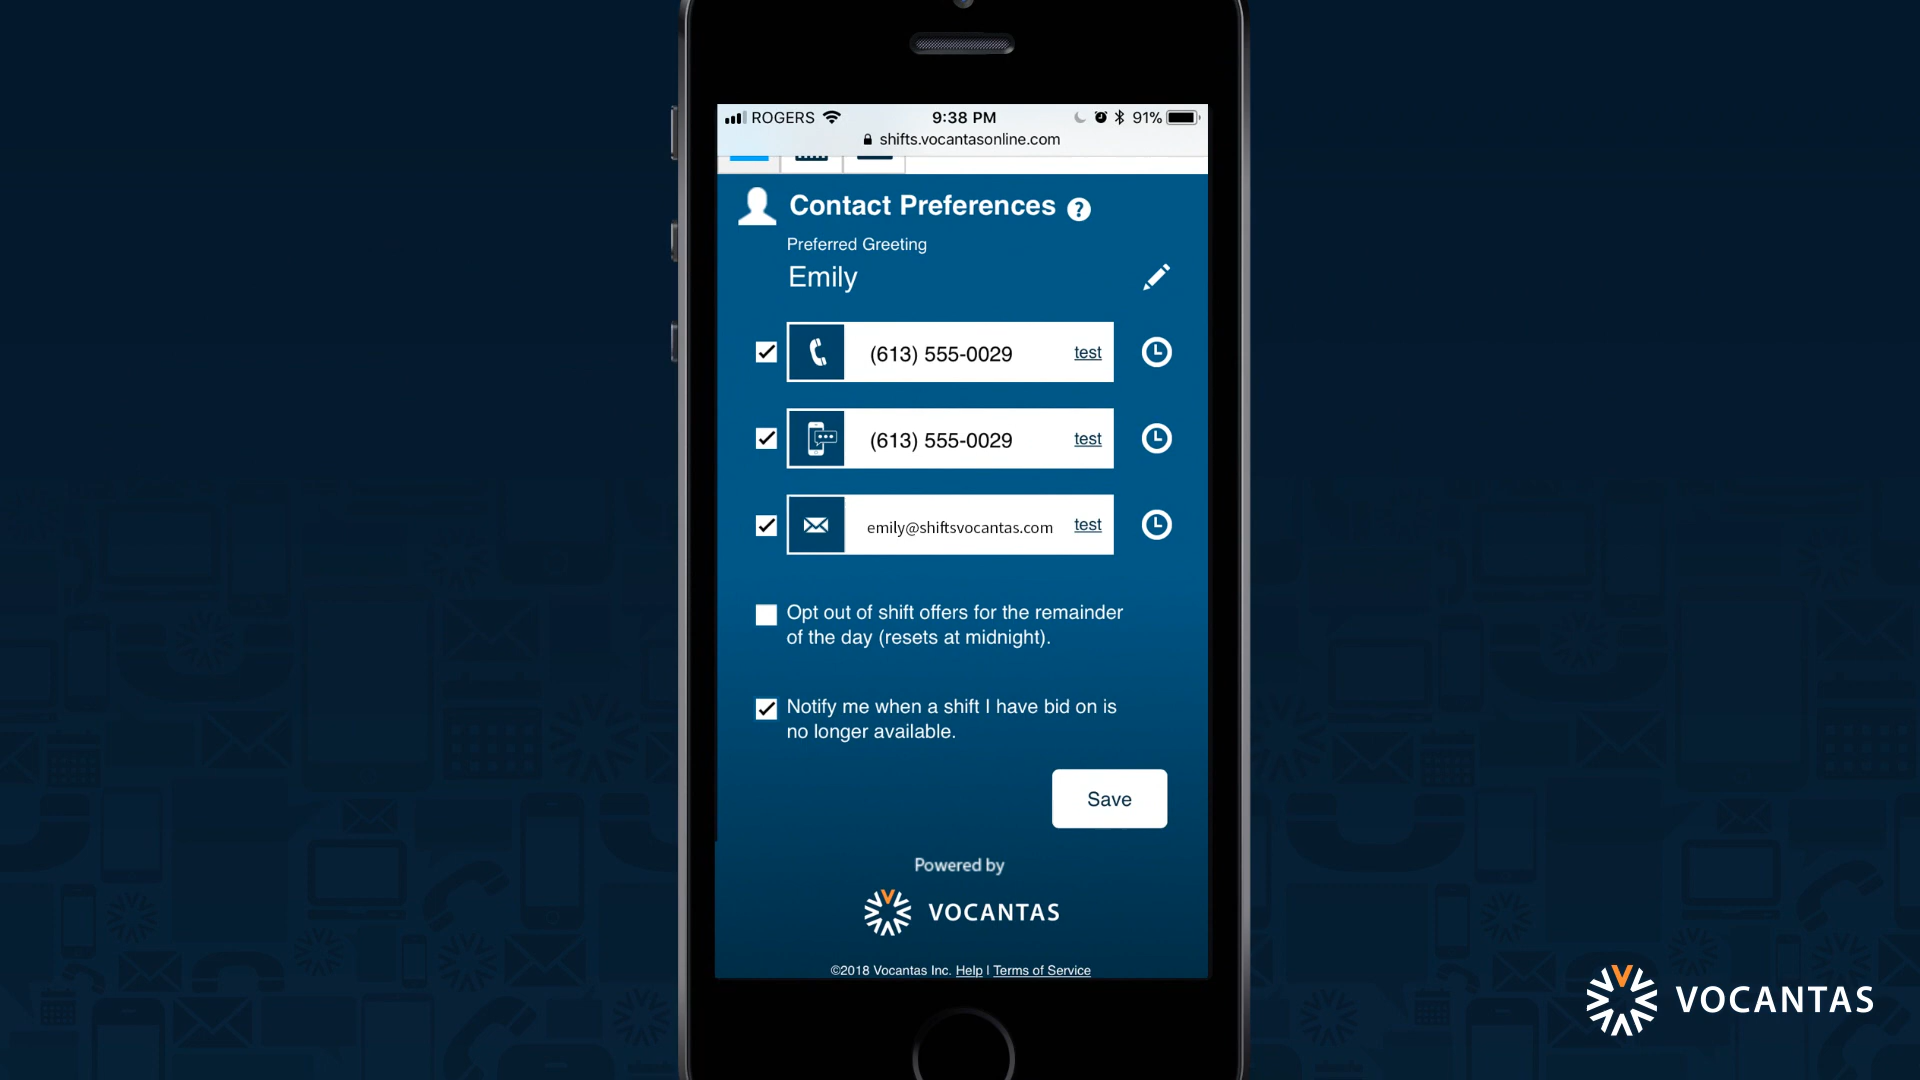 ROGERS 9:38 PM 91%
shifts.vocantasonline.com
Contact Preferences ?
Preferred Greeting
Emily
(613) 555-0029 test
(613) 555-0029 test
emily@shiftsvocantas.com test
Opt out of shift offers for the remainder
of the day (resets at midnight).
Notify me when a shift I have bid on is
no longer available.
Save
Powered by
VOCANTAS
©2018 Vocantas Inc. Help | Terms of Service
VOCANTAS